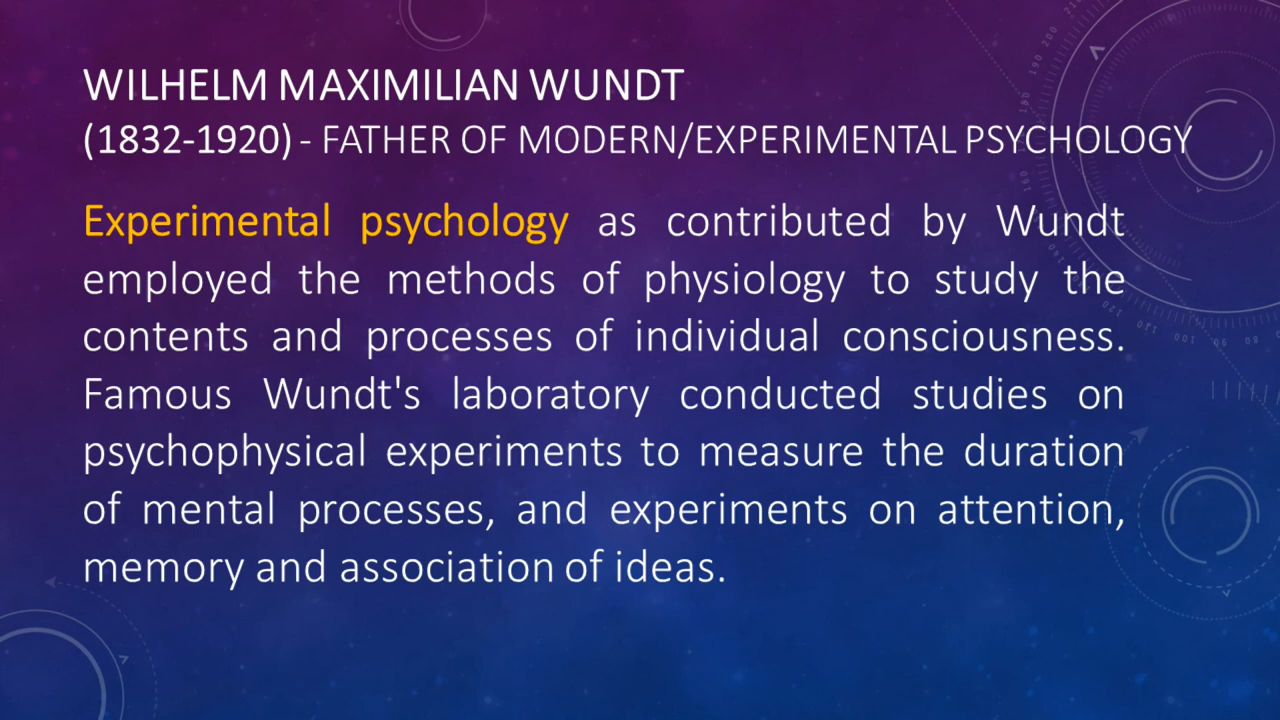 WILHELM MAXIMILIAN WUNDT
(1832-1920) - FATHER OF MODERN/EXPERIMENTAL PSYCHOLOGY
Experimental psychology as contributed by Wundt
employed the methods of physiology to study the
contents and processes of individual consciousness.
Famous Wundt's laboratory conducted studies on
psychophysical experiments to measure the duration
of mental processes, and experiments on attention,
memory and association of ideas.